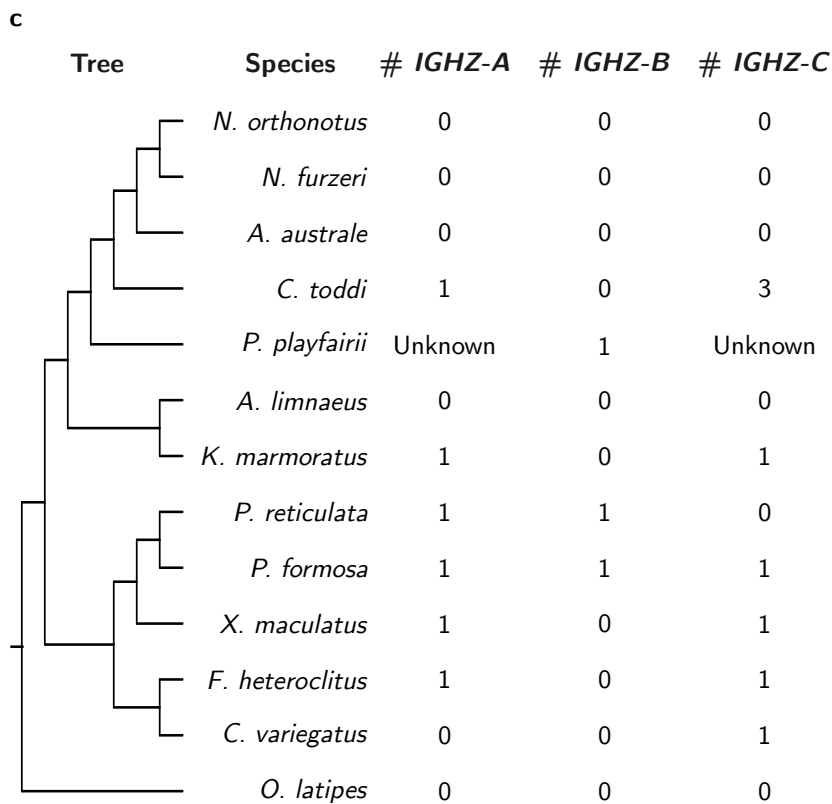 c
Tree Species # IGHZ-A # IGHZ-B # IGHZ-C
N. orthonotus 0 0 0
N. furzeri 0 0 0
A. australe 0 0 0
C. toddi 1 0 3
P. playfairii Unknown 1 Unknown
A. limnaeus 0 0 0
K. marmoratus 1 0 1
P. reticulata 1 1 0
P. formosa 1 1 1
X. maculatus 1 0 1
F. heteroclitus 1 0 1
C. variegatus 0 0 1
O. latipes 0 0 0